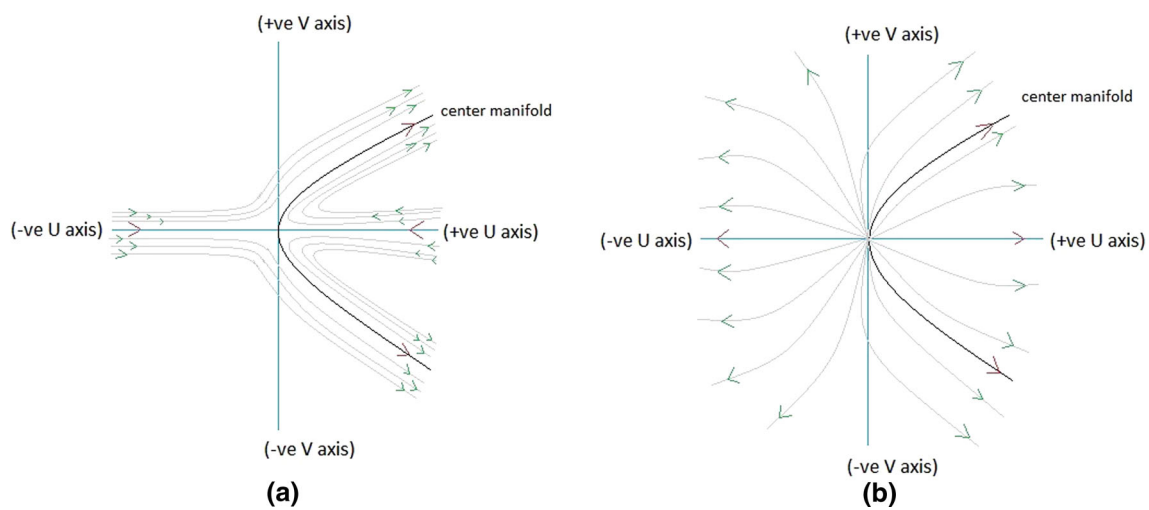 (+ve V axis)
center manifold
(-ve U axis)
(+ve U axis)
(-ve V axis)
(a)
(+ve V axis)
center manifold
(-ve U axis)
(+ve U axis)
(-ve V axis)
(b)